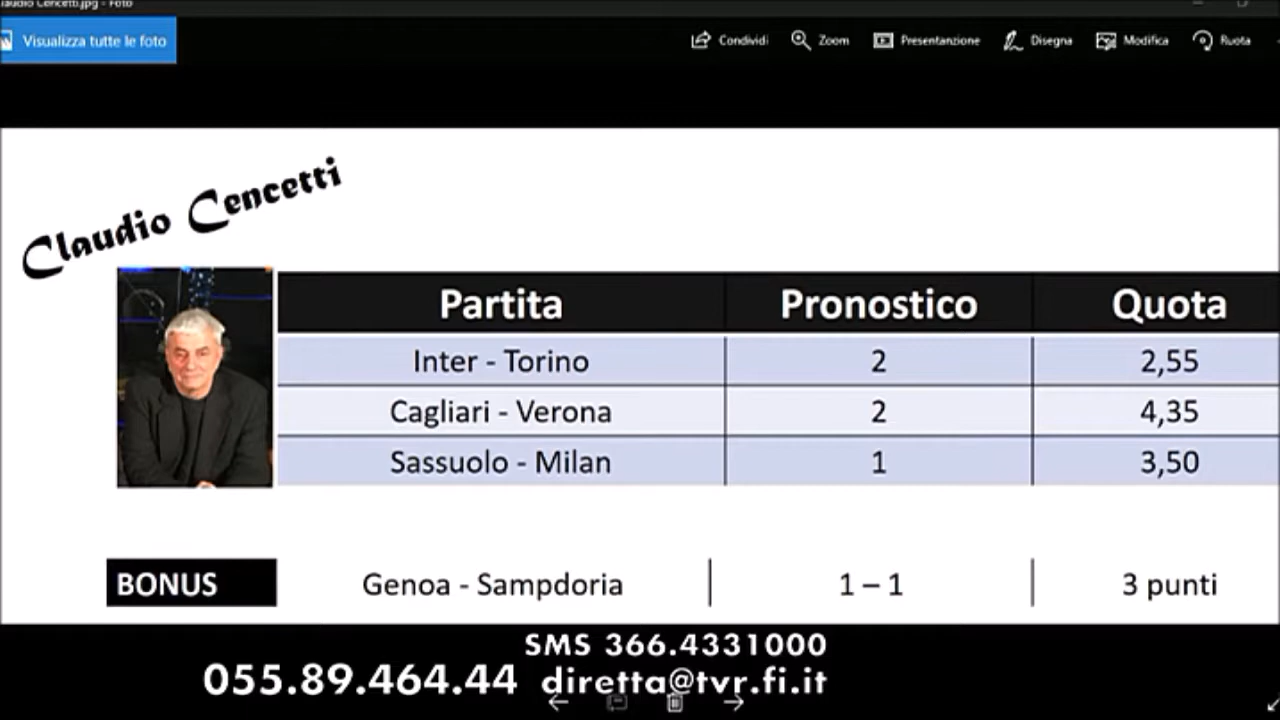 Claudio Cencetti.jpg - Foto
Visualizza tutte le foto
Condividi Zoom Presentazione Disegna Modifica Ruota
Claudio Cencetti
Partita Pronostico Quota
Inter - Torino 2 2,55
Cagliari - Verona 2 4,35
Sassuolo - Milan 1 3,50
BONUS Genoa - Sampdoria 1 – 1 3 punti
SMS 366.4331000
055.89.464.44 diretta@tvr.fi.it